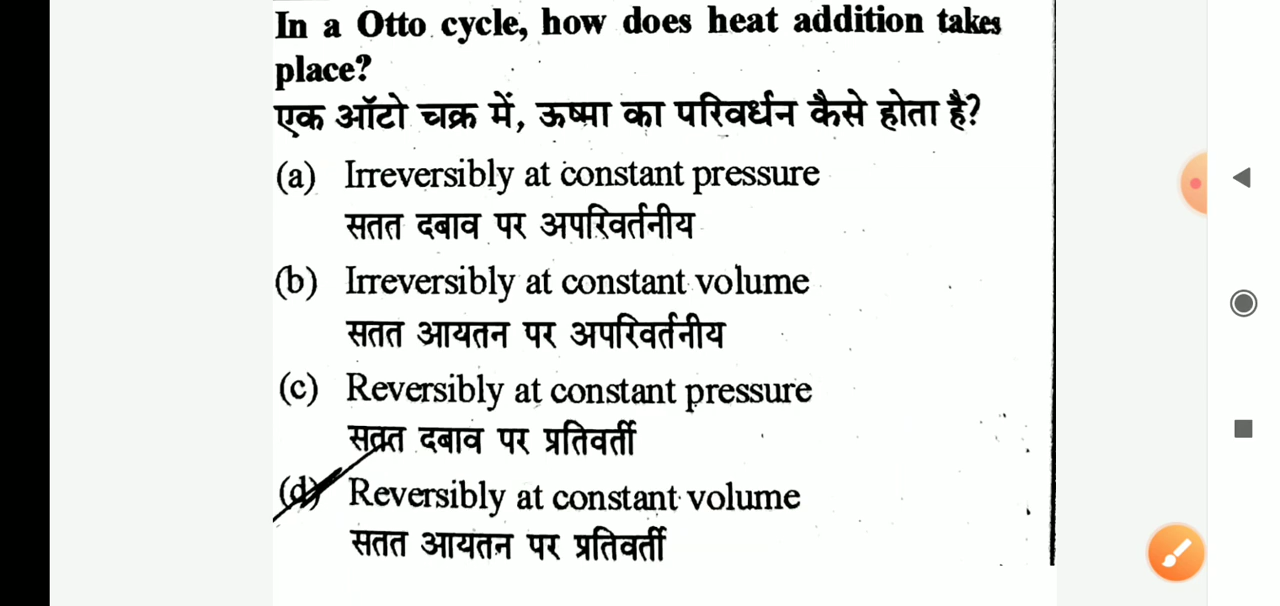 In a Otto cycle, how does heat addition takes
place?
एक ऑटो चक्र में, ऊष्मा का परिवर्धन कैसे होता है?
(a) Irreversibly at constant pressure
सतत दबाव पर अपरिवर्तनीय
(b) Irreversibly at constant volume
सतत आयतन पर अपरिवर्तनीय
(c) Reversibly at constant pressure
सतत दबाव पर प्रतिवर्ती
(d) Reversibly at constant volume
सतत आयतन पर प्रतिवर्ती